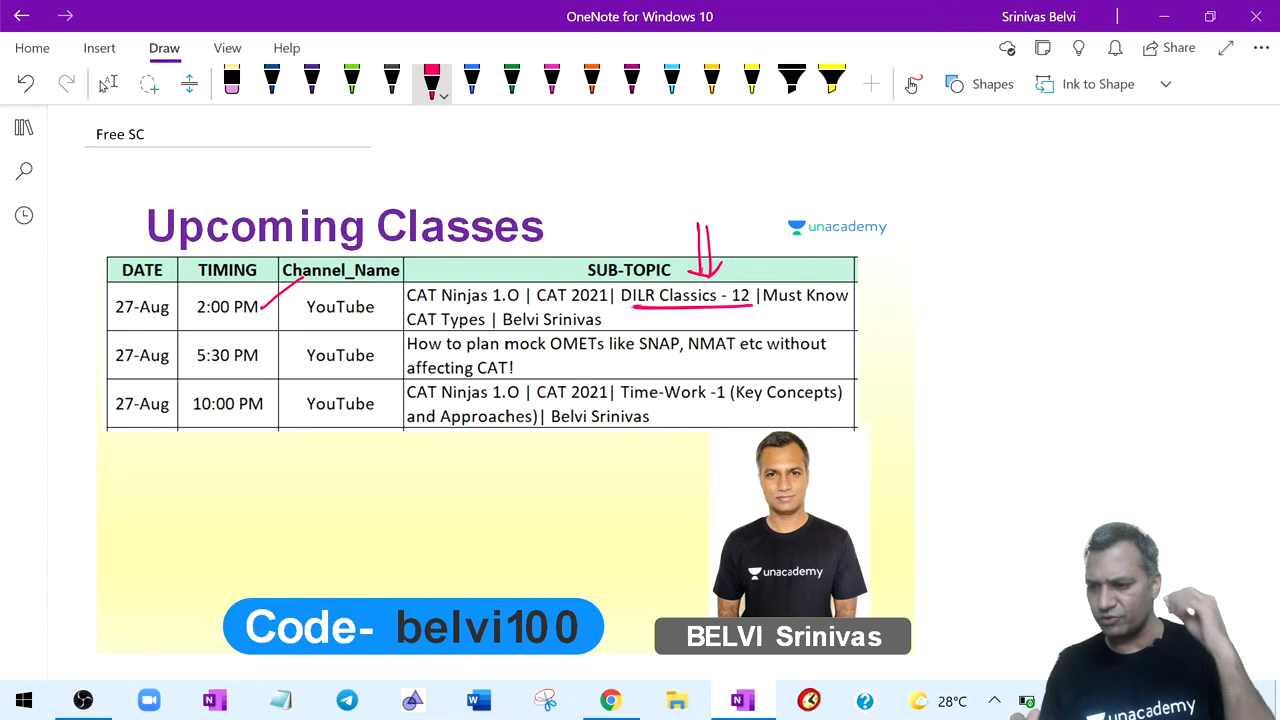 OneNote for Windows 10
Srinivas Belvi
Home Insert Draw View Help
Share
Shapes
Ink to Shape
Free SC
Upcoming Classes
unacademy
DATE TIMING Channel_Name SUB-TOPIC
27-Aug 2:00 PM YouTube CAT Ninjas 1.O | CAT 2021| DILR Classics - 12 |Must Know
CAT Types | Belvi Srinivas
27-Aug 5:30 PM YouTube How to plan mock OMETs like SNAP, NMAT etc without
affecting CAT!
27-Aug 10:00 PM YouTube CAT Ninjas 1.O | CAT 2021| Time-Work -1 (Key Concepts)
and Approaches)| Belvi Srinivas
unacademy
Code- belvi100
BELVI Srinivas
unacademy
28°C